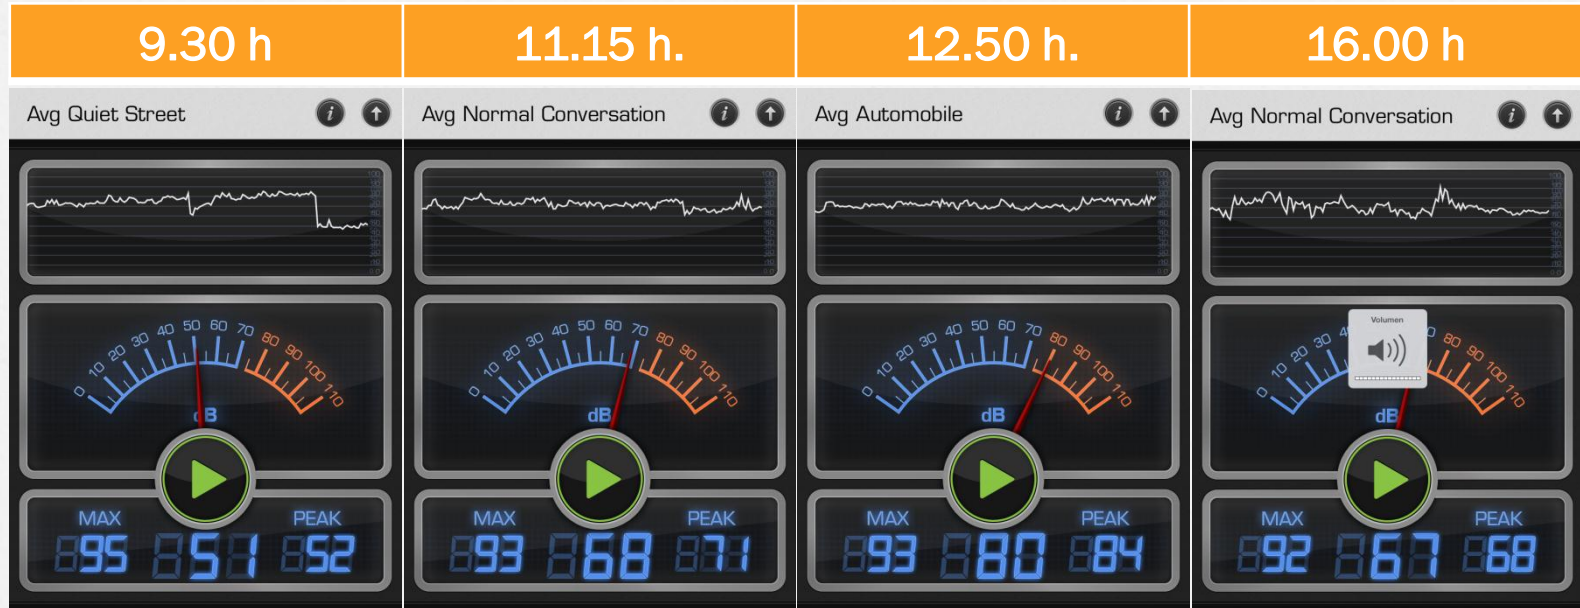 9.30 h
11.15 h.
12.50 h.
16.00 h
Avg Quiet Street
Avg Normal Conversation
Avg Automobile
Avg Normal Conversation
0 10 20 30 40 50 60 70 80 90 100 110
dB
MAX
PEAK
95
51
52
0 10 20 30 40 50 60 70 80 90 100 110
dB
MAX
PEAK
93
68
71
0 10 20 30 40 50 60 70 80 90 100 110
dB
MAX
PEAK
93
80
84
Volumen
0 10 20 30 4 0 80 90 100 110
dB
MAX
PEAK
92
67
68